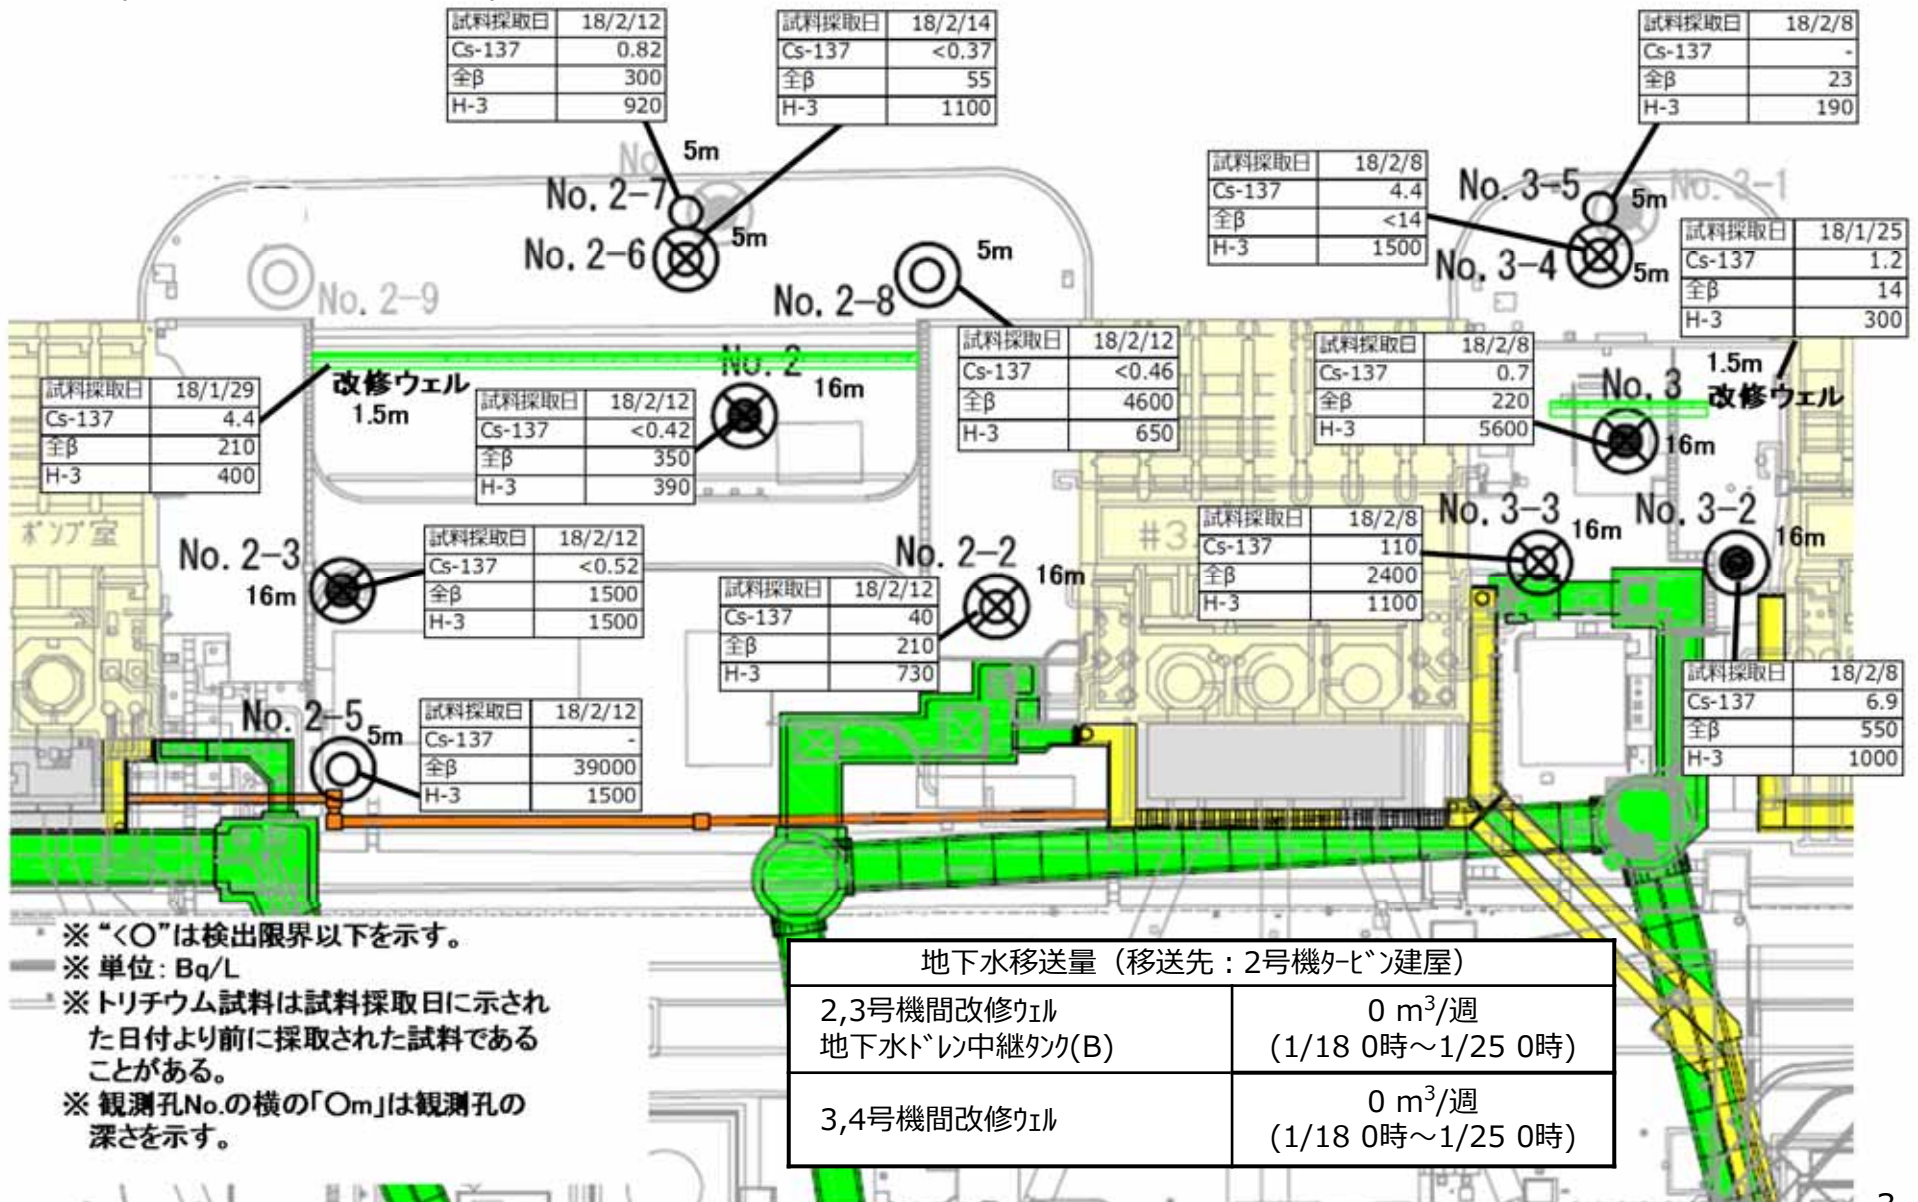 試料採取日 18/2/12
Cs-137 0.82
全β 300
H-3 920
試料採取日 18/2/14
Cs-137 <0.37
全β 55
H-3 1100
試料採取日 18/2/8
Cs-137 -
全β 23
H-3 190
No. 5m
No. 2-7
No. 2-6 5m
No. 2-9
No. 2-8 5m
試料採取日 18/2/8
Cs-137 4.4
全β <14
H-3 1500
No. 3-5 5m
No. 3-1
No. 3-4 5m
試料採取日 18/1/25
Cs-137 1.2
全β 14
H-3 300
試料採取日 18/1/29
Cs-137 4.4
全β 210
H-3 400
改修ウェル
1.5m
試料採取日 18/2/12
Cs-137 <0.42
全β 350
H-3 390
No. 2
16m
試料採取日 18/2/12
Cs-137 <0.46
全β 4600
H-3 650
試料採取日 18/2/8
Cs-137 0.7
全β 220
H-3 5600
No. 3
16m
1.5m
改修ウェル
ポンプ室
No. 2-3
16m
試料採取日 18/2/12
Cs-137 <0.52
全β 1500
H-3 1500
試料採取日 18/2/12
Cs-137 40
全β 210
H-3 730
No. 2-2
16m
#3
試料採取日 18/2/8
Cs-137 110
全β 2400
H-3 1100
No. 3-3
16m
No. 3-2
16m
試料採取日 18/2/8
Cs-137 6.9
全β 550
H-3 1000
No. 2-5
5m
試料採取日 18/2/12
Cs-137 -
全β 39000
H-3 1500
※ “<○”は検出限界以下を示す。
※ 単位: Bq/L
※ トリチウム試料は試料採取日に示され
た日付より前に採取された試料である
ことがある。
※ 観測孔No.の横の「○m」は観測孔の
深さを示す。
地下水移送量（移送先：2号機ﾀｰﾋﾞﾝ建屋）
2,3号機間改修ｳｪﾙ
地下水ﾄﾞﾚﾝ中継ﾀﾝｸ(B)
0 m³/週
(1/18 0時～1/25 0時)
3,4号機間改修ｳｪﾙ
0 m³/週
(1/18 0時～1/25 0時)